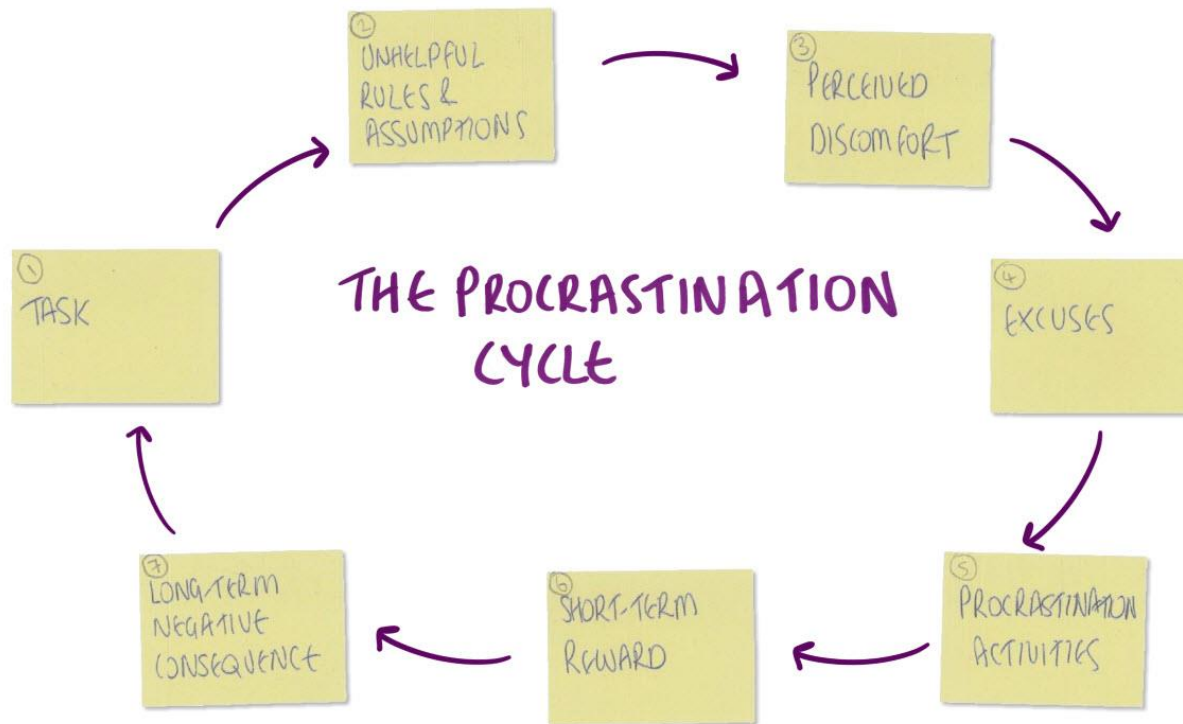 THE PROCRASTINATION
CYCLE
①
TASK
②
UNHELPFUL
RULES &
ASSUMPTIONS
③
PERCEIVED
DISCOMFORT
④
EXCUSES
⑤
PROCRASTINATION
ACTIVITIES
⑥
SHORT-TERM
REWARD
⑦
LONG-TERM
NEGATIVE
CONSEQUENCE